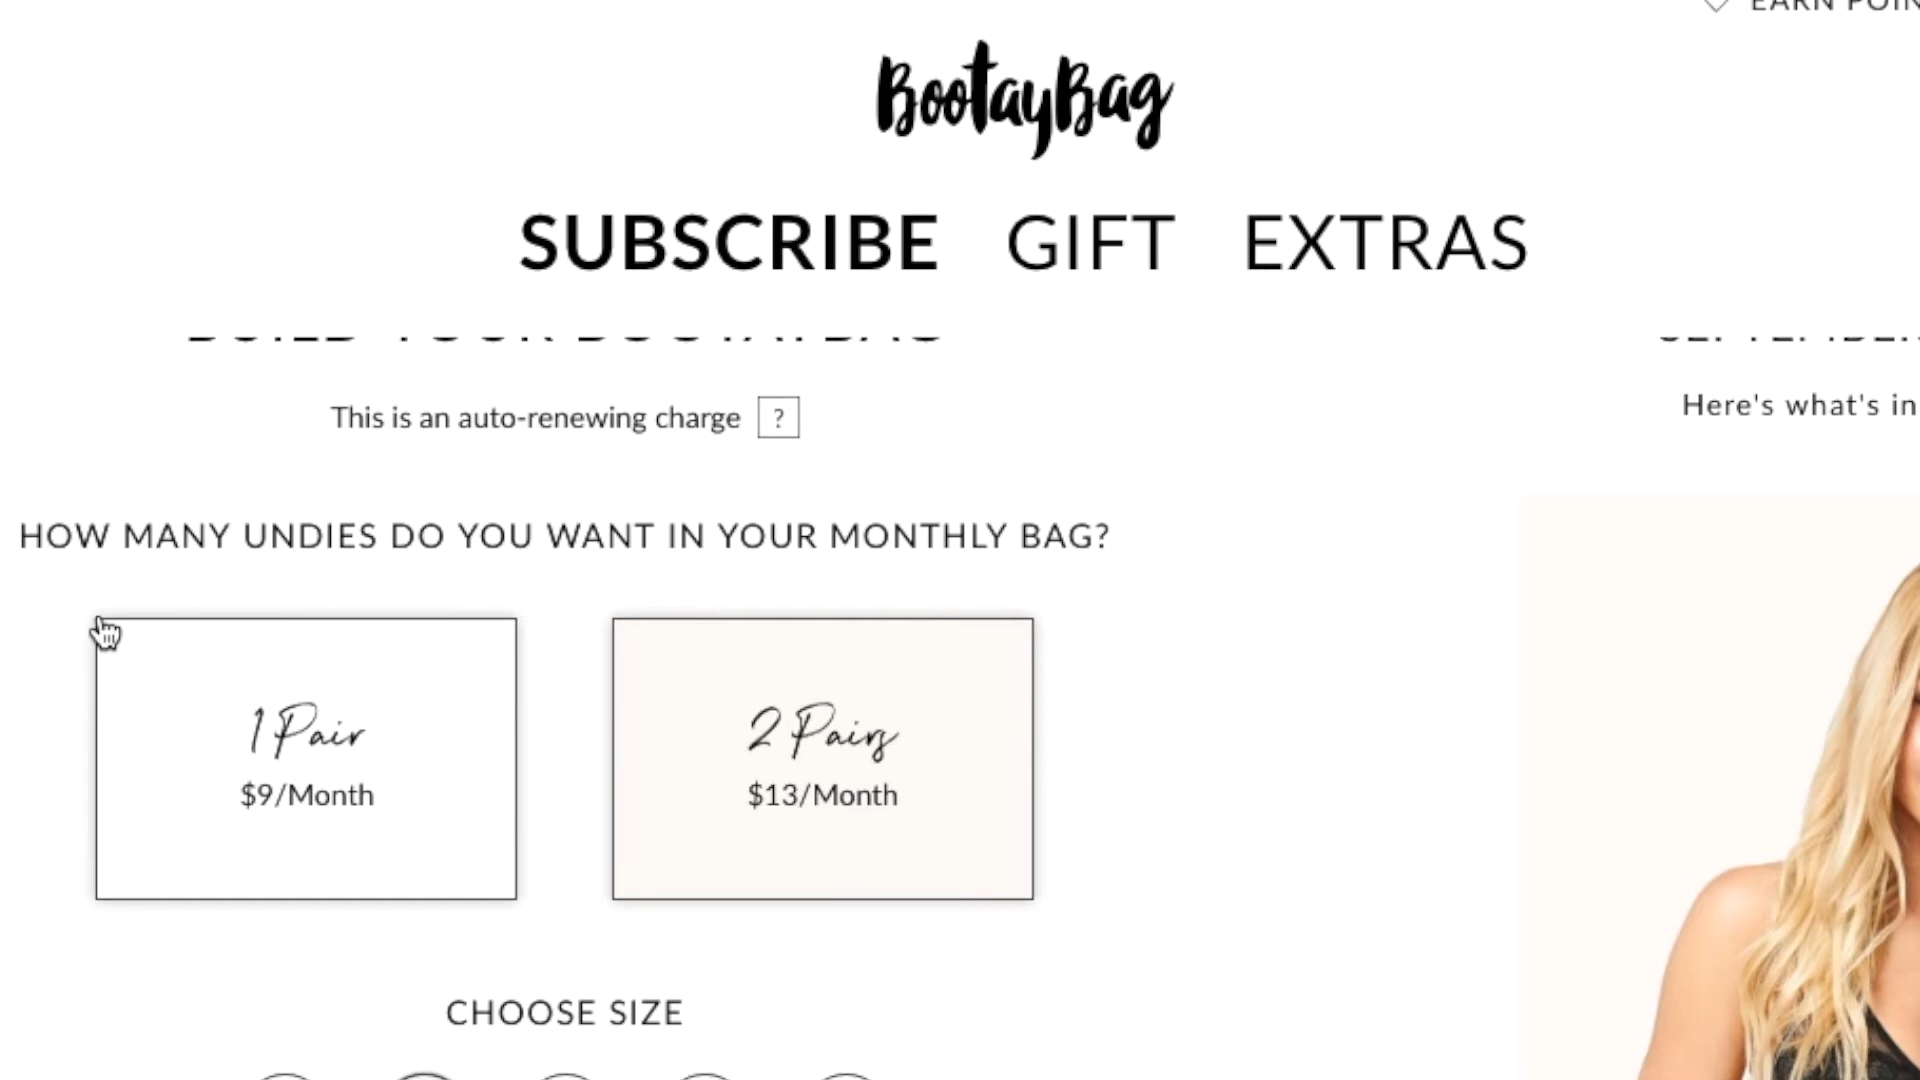 EARN
BootayBag
SUBSCRIBE GIFT EXTRAS
This is an auto-renewing charge ?
Here's what's in
HOW MANY UNDIES DO YOU WANT IN YOUR MONTHLY BAG?
1 Pair
$9/Month
2 Pairs
$13/Month
CHOOSE SIZE